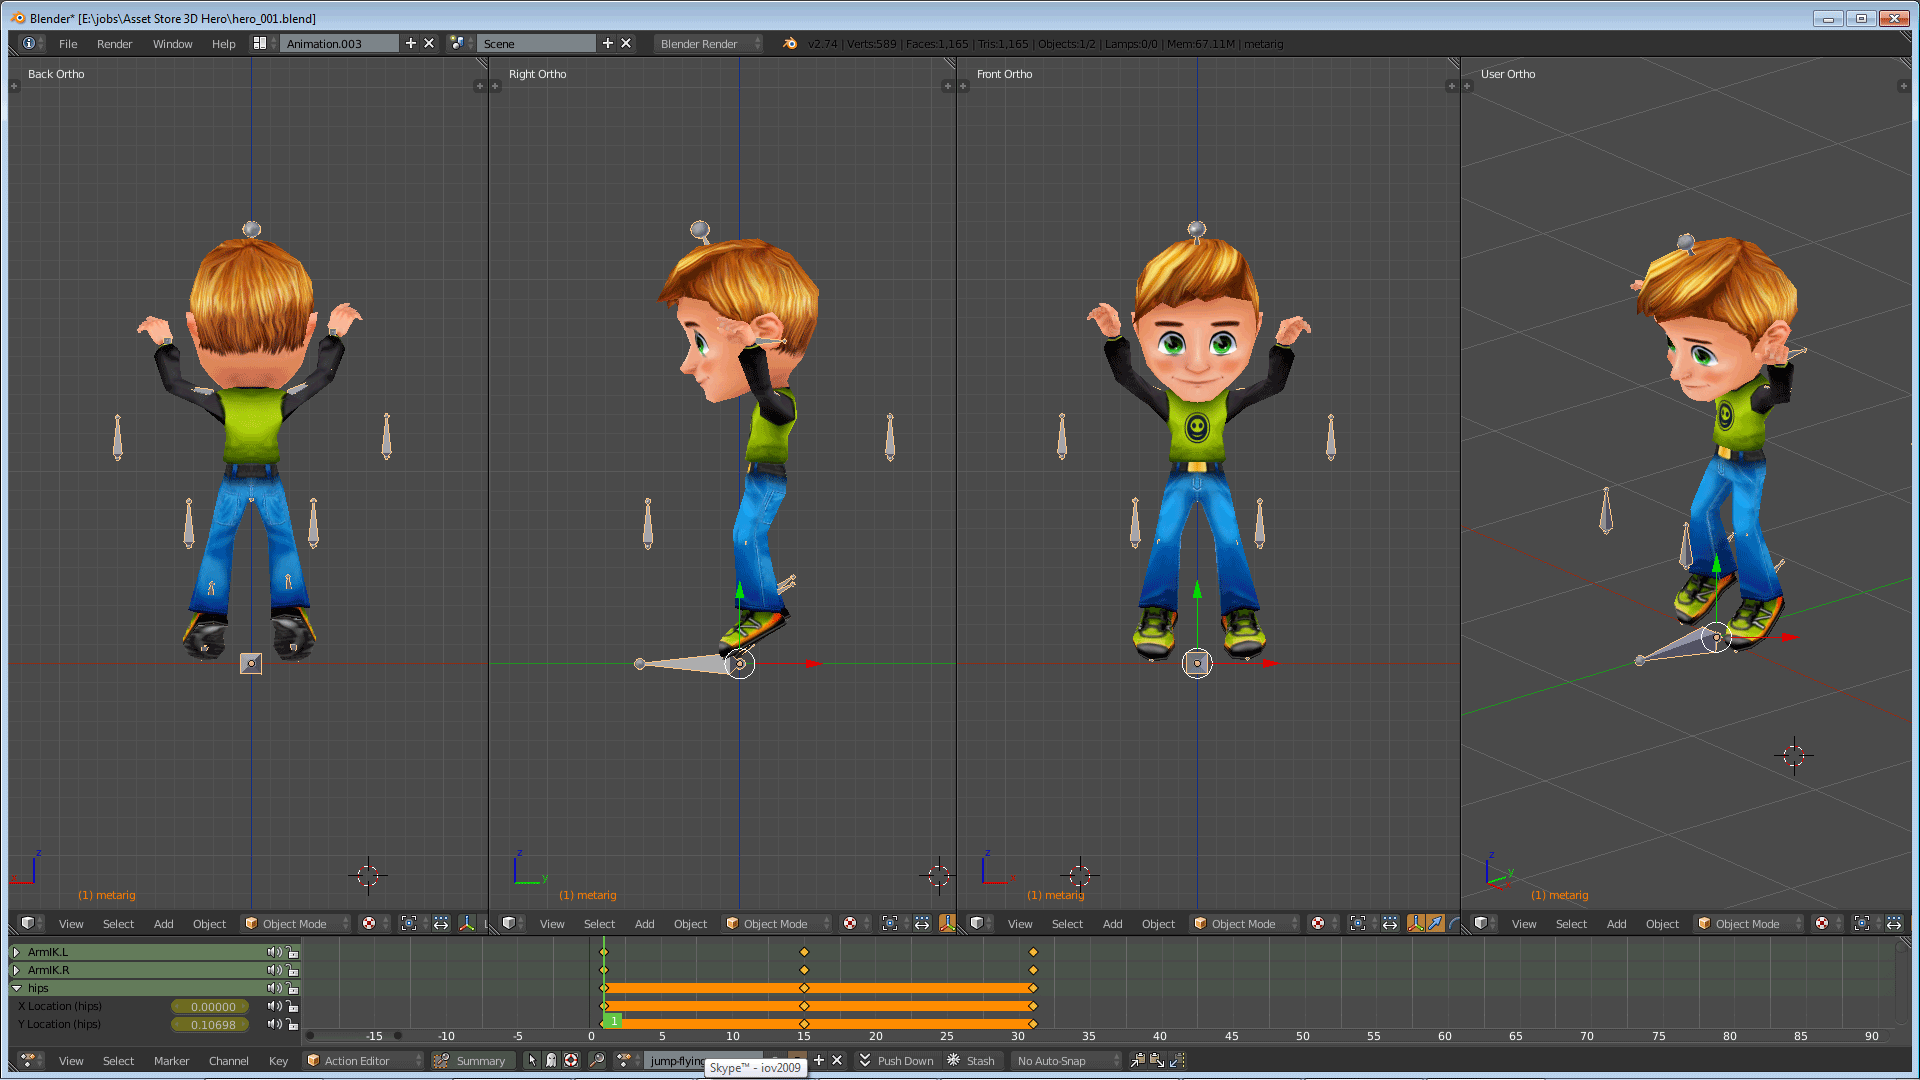 Blender* [E:\jobs\Asset Store 3D Hero\hero_001.blend]
File Render Window Help Animation.003 Scene Blender Render v2.74 | Verts:589 | Faces:1,165 | Tris:1,165 | Objects:1/2 | Lamps:0/0 | Mem:67.11M | metarig
Back Ortho
Right Ortho
Front Ortho
User Ortho
z
z y
z x
z y
(1) metarig
(1) metarig
(1) metarig
(1) metarig
View Select Add Object Object Mode
View Select Add Object Object Mode
View Select Add Object Object Mode
View Select Add Object Object Mode
ArmIK.L
ArmIK.R
hips
X Location (hips) 0.00000
Y Location (hips) 0.10698
1
-15 -10 -5 0 5 10 15 20 25 30 35 40 45 50 55 60 65 70 75 80 85 90
View Select Marker Channel Key Action Editor Summary jump-flying Push Down Stash No Auto-Snap
Skype™ - iov2009